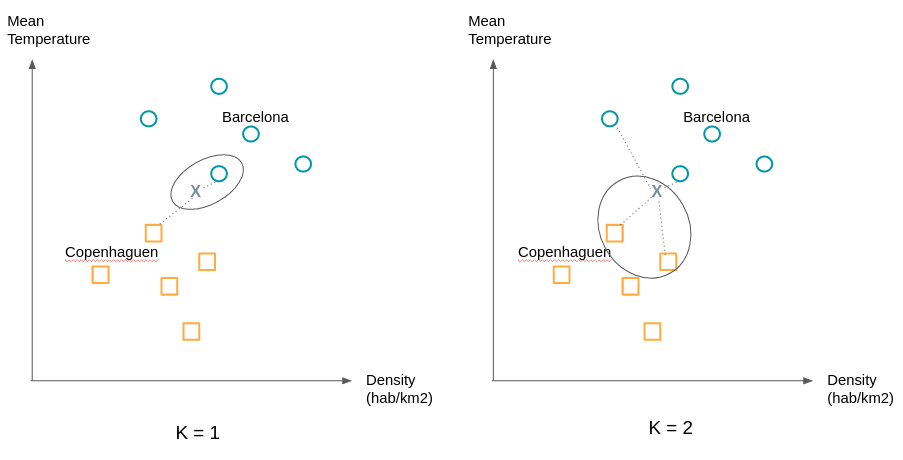 Mean
Temperature
Barcelona
X
Copenhaguen
Density
(hab/km2)
K = 1
Mean
Temperature
Barcelona
X
Copenhaguen
Density
(hab/km2)
K = 2